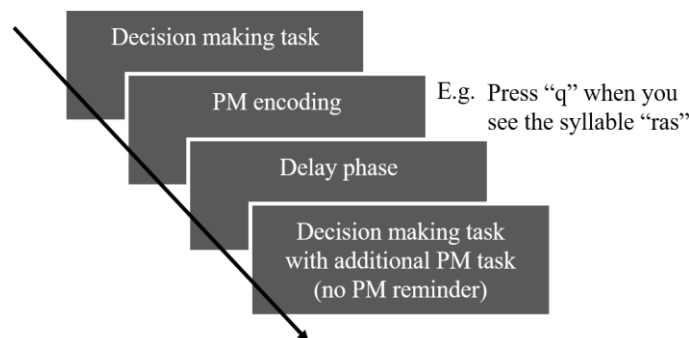 Decision making task
PM encoding
E.g. Press “q” when you
see the syllable “ras”
Delay phase
Decision making task
with additional PM task
(no PM reminder)